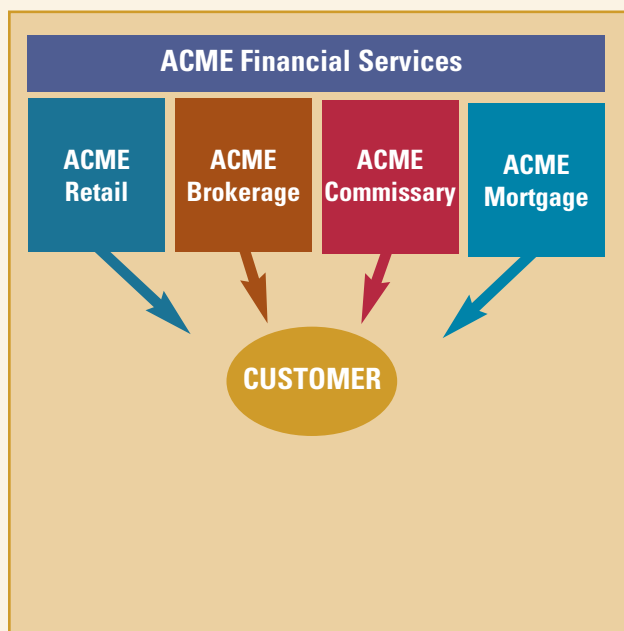 ACME Financial Services
ACME
Retail
ACME
Brokerage
ACME
Commissary
ACME
Mortgage
CUSTOMER